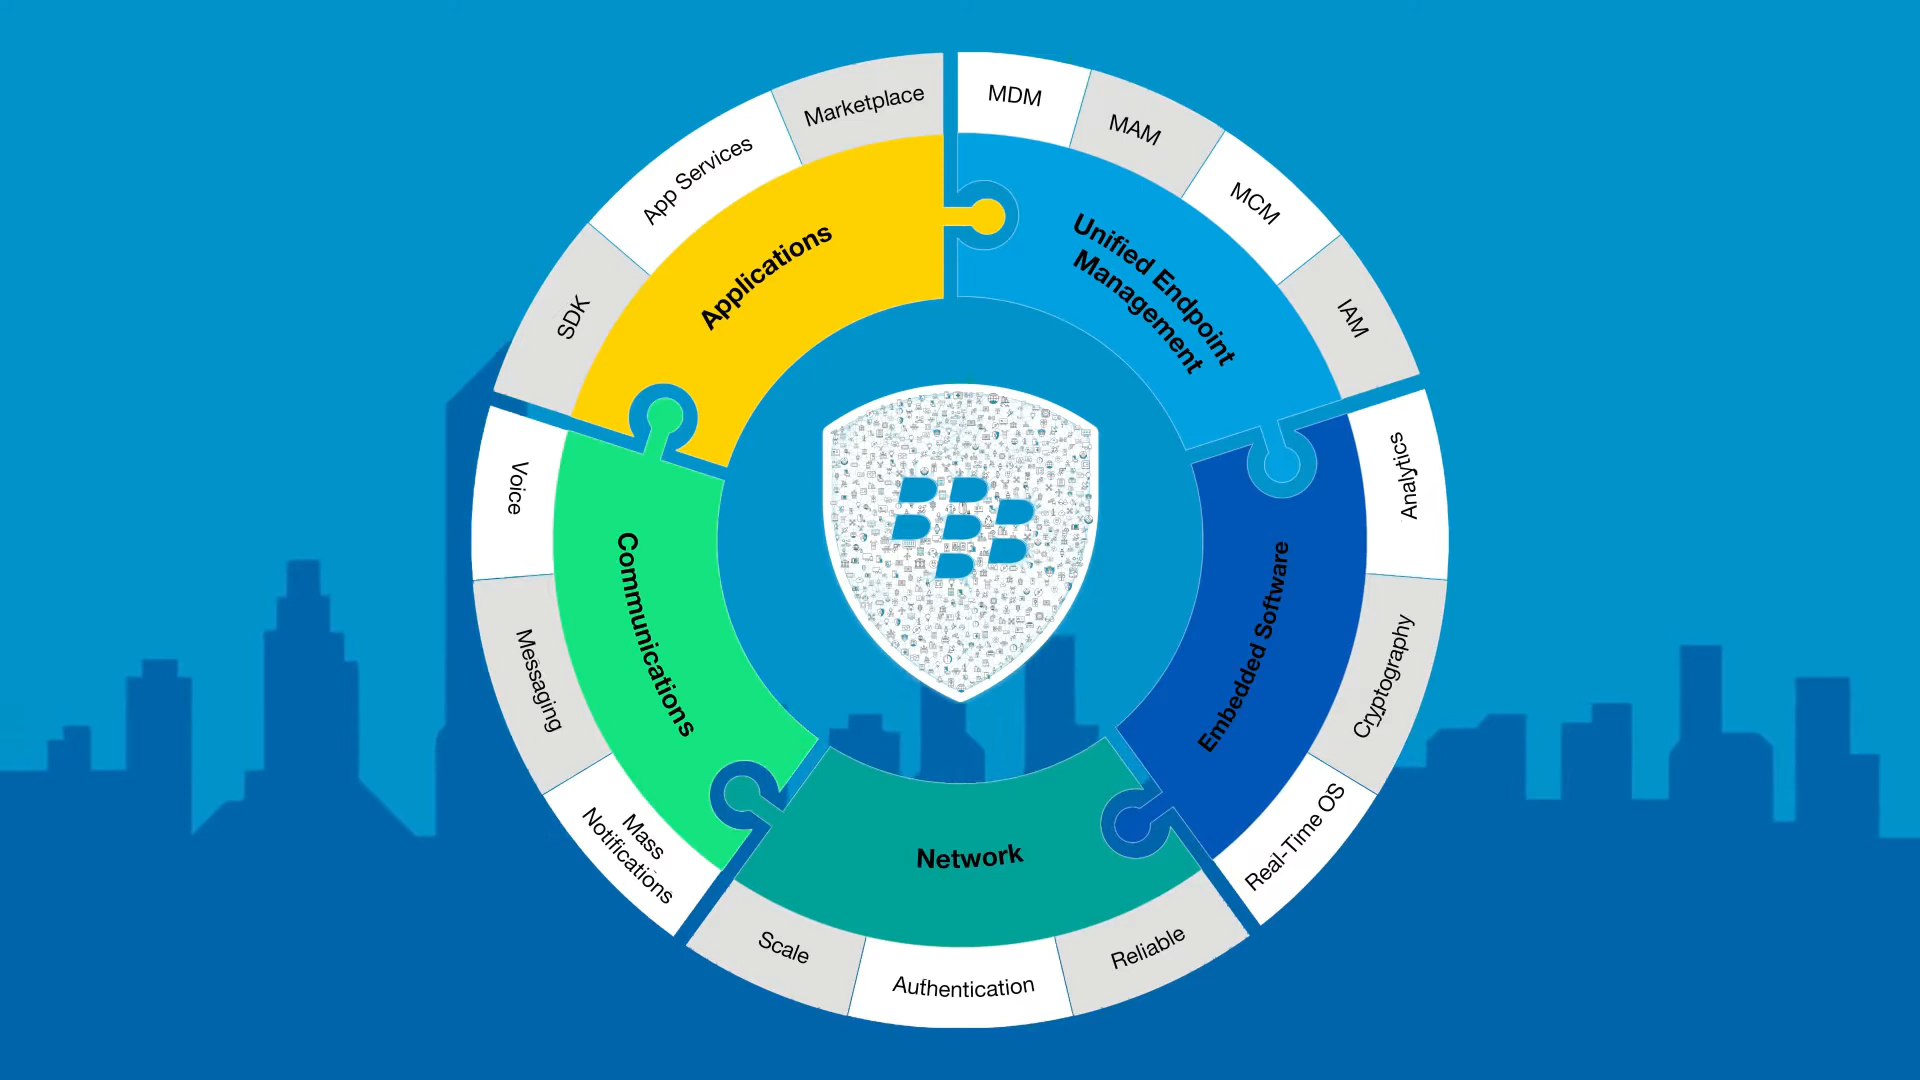 Marketplace
App Services
SDK
Applications
MDM
MAM
MCM
IAM
Unified Endpoint
Management
Analytics
Cryptography
Real-Time OS
Embedded Software
Reliable
Authentication
Scale
Network
Mass
Notifications
Messaging
Voice
Communications